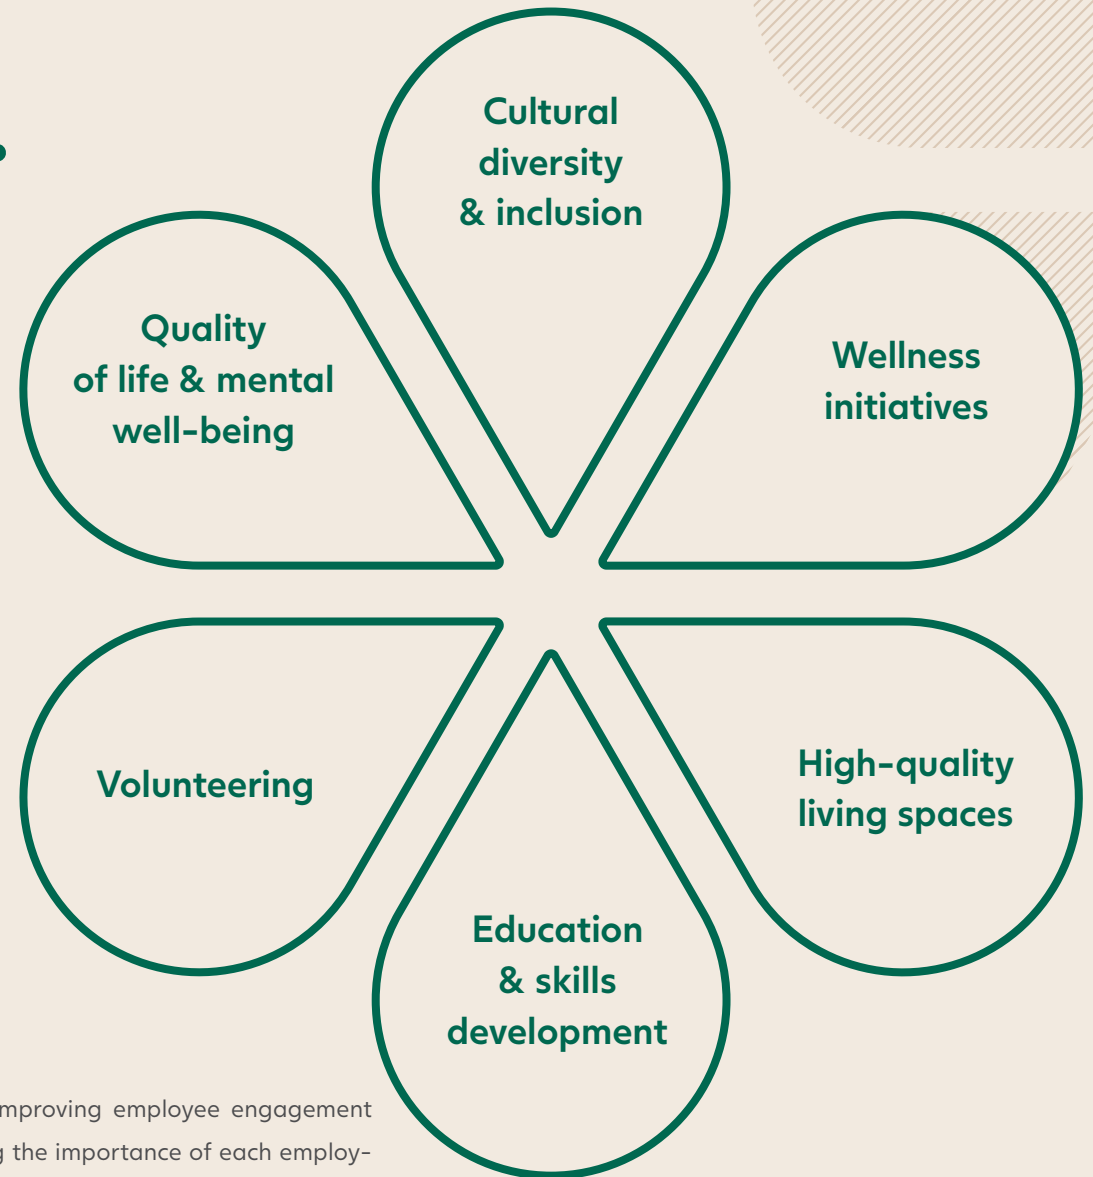 Cultural
diversity
& inclusion
Quality
of life & mental
well-being
Wellness
initiatives
Volunteering
High-quality
living spaces
Education
& skills
development
improving employee engagement
the importance of each employ-